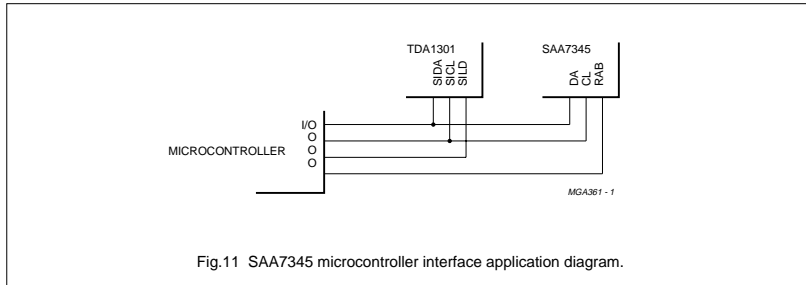 TDA1301 SAA7345
SIDA
SICL
SILD
DA
CL
RAB
I/O
O
O
O
MICROCONTROLLER
MGA361 - 1
Fig.11 SAA7345 microcontroller interface application diagram.